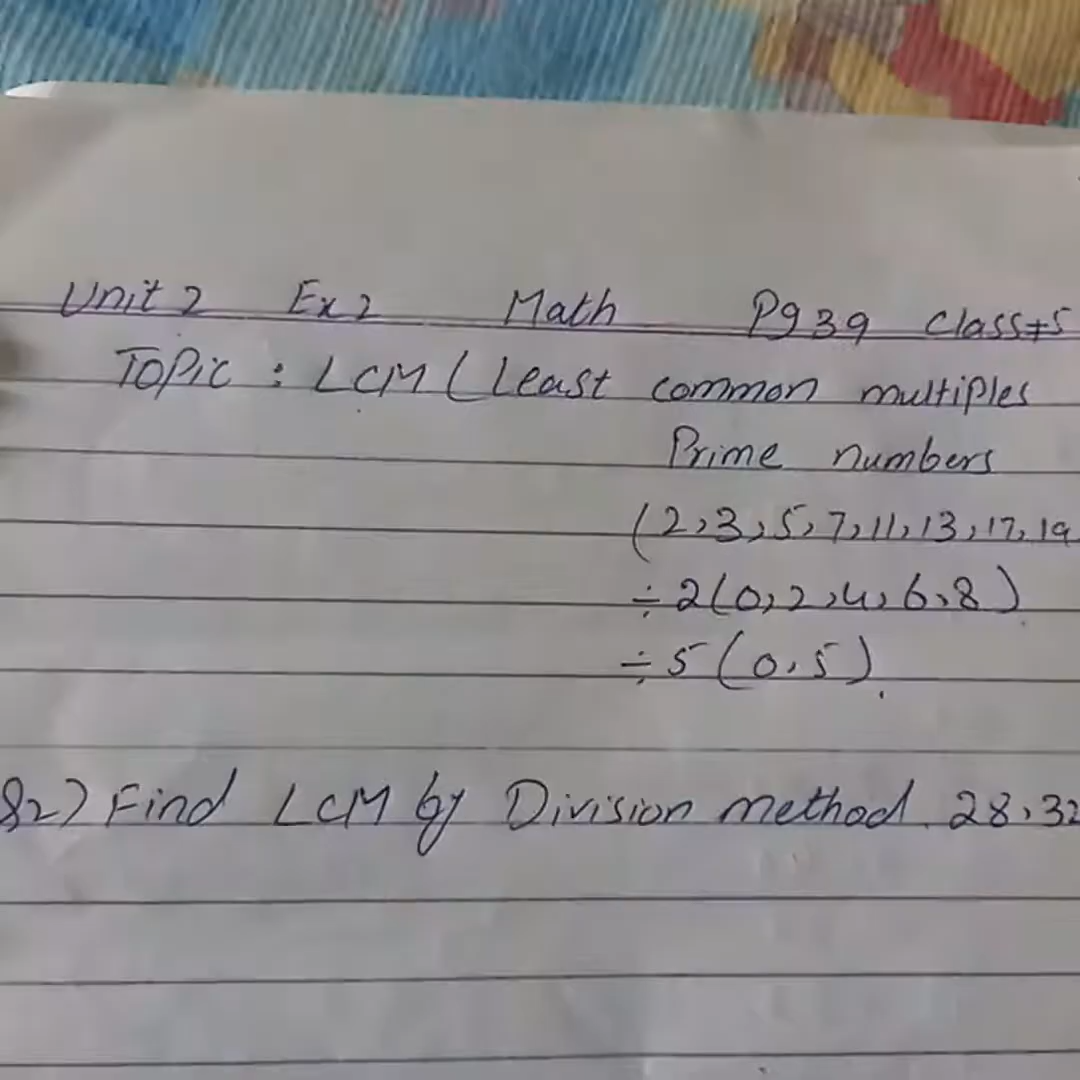 Unit 2 Ex 2 Math Pg 39 Class 5
Topic : LCM ( Least common multiples
Prime numbers
(2,3,5,7,11,13,17,19
÷ 2(0,2,4,6,8)
÷ 5(0,5)
Q2) Find LCM by Division method. 28,32